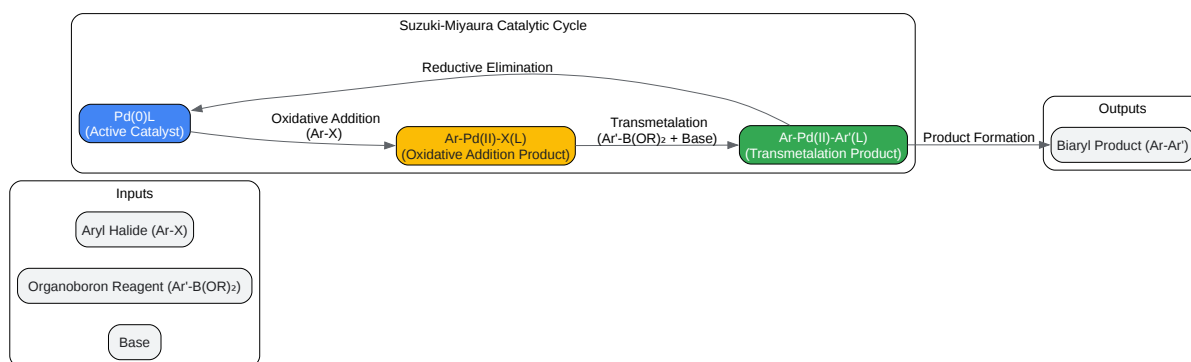 Suzuki-Miyaura Catalytic Cycle
Reductive Elimination
Pd(0)L
(Active Catalyst)
Oxidative Addition
(Ar-X)
Ar-Pd(II)-X(L)
(Oxidative Addition Product)
Transmetalation
(Ar'-B(OR)₂ + Base)
Ar-Pd(II)-Ar'(L)
(Transmetalation Product)
Product Formation
Outputs
Biaryl Product (Ar-Ar')
Inputs
Aryl Halide (Ar-X)
Organoboron Reagent (Ar'-B(OR)₂)
Base